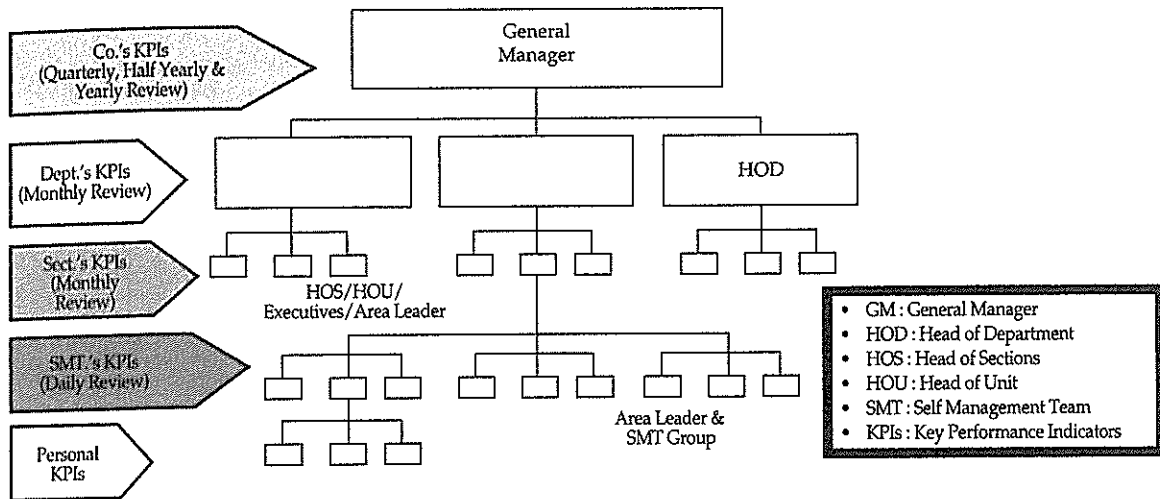 Co.'s KPIs
(Quarterly, Half Yearly &
Yearly Review)
General
Manager
Dept.'s KPIs
(Monthly Review)
HOD
Sect.'s KPIs
(Monthly
Review)
HOS/HOU/
Executives/Area Leader
SMT.'s KPIs
(Daily Review)
Area Leader &
SMT Group
Personal
KPIs
• GM : General Manager
• HOD : Head of Department
• HOS : Head of Sections
• HOU : Head of Unit
• SMT : Self Management Team
• KPIs : Key Performance Indicators